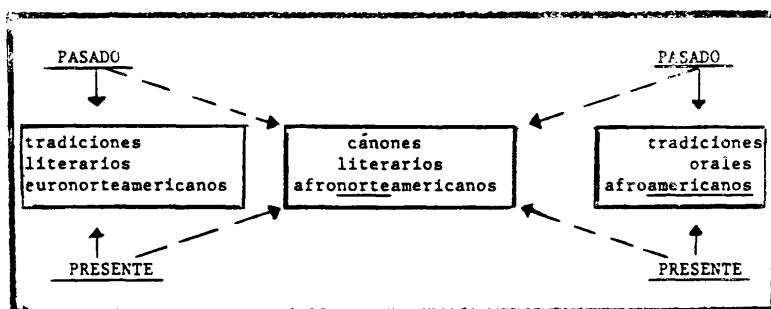 PASADO
PASADO
tradiciones
literarios
euronorteamericanos
cánones
literarios
afronorteamericanos
tradiciones
orales
afroamericanos
PRESENTE
PRESENTE